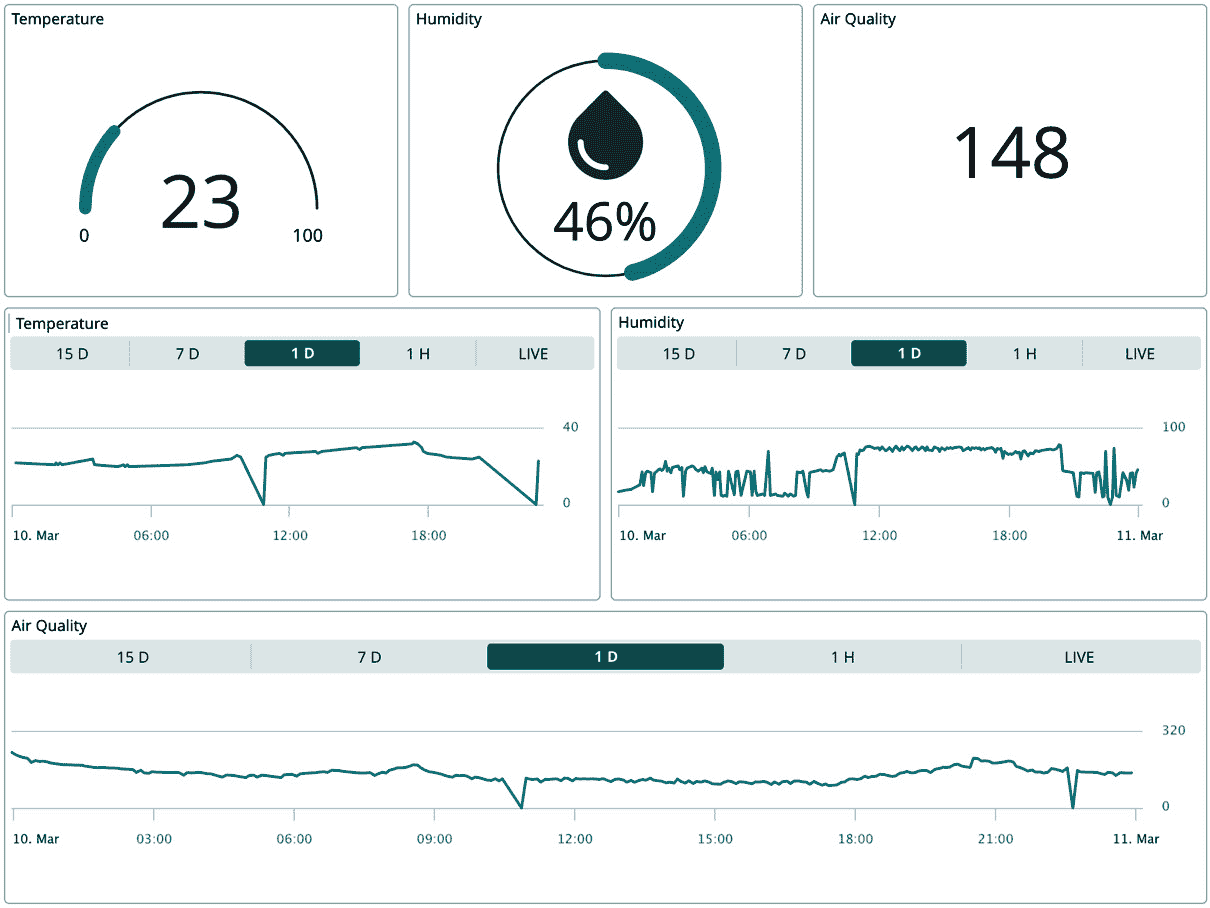 Temperature
23
0
100
Humidity
46%
Air Quality
148
Temperature
15 D 7 D 1 D 1 H LIVE
40
0
10. Mar 06:00 12:00 18:00
Humidity
15 D 7 D 1 D 1 H LIVE
100
0
10. Mar 06:00 12:00 18:00 11. Mar
Air Quality
15 D 7 D 1 D 1 H LIVE
320
0
10. Mar 03:00 06:00 09:00 12:00 15:00 18:00 21:00 11. Mar